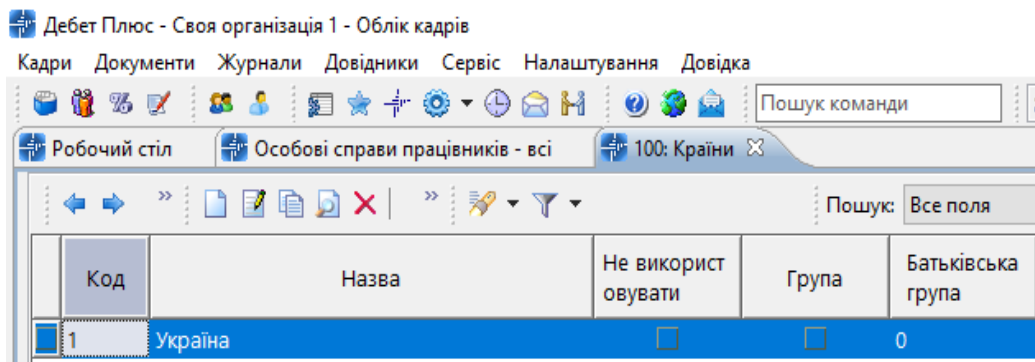 Дебет Плюс - Своя організація 1 - Облік кадрів
Кадри Документи Журнали Довідники Сервіс Налаштування Довідка
Пошук команди
Робочий стіл Особові справи працівників - всі 100: Країни
Пошук: Все поля
Код Назва Не використ овувати Група Батьківська група
1 Україна 0